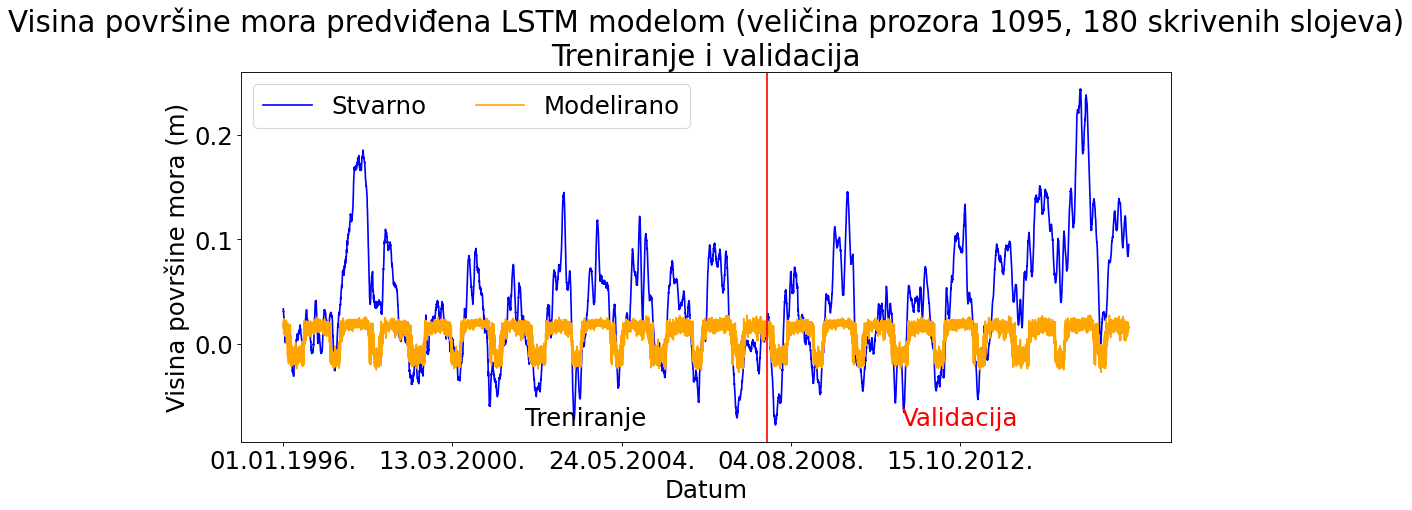 Visina površine mora predviđena LSTM modelom (veličina prozora 1095, 180 skrivenih slojeva)
Treniranje i validacija
Stvarno
Modelirano
Visina površine mora (m)
0.2
0.1
0.0
Treniranje
Validacija
01.01.1996.
13.03.2000.
24.05.2004.
04.08.2008.
15.10.2012.
Datum